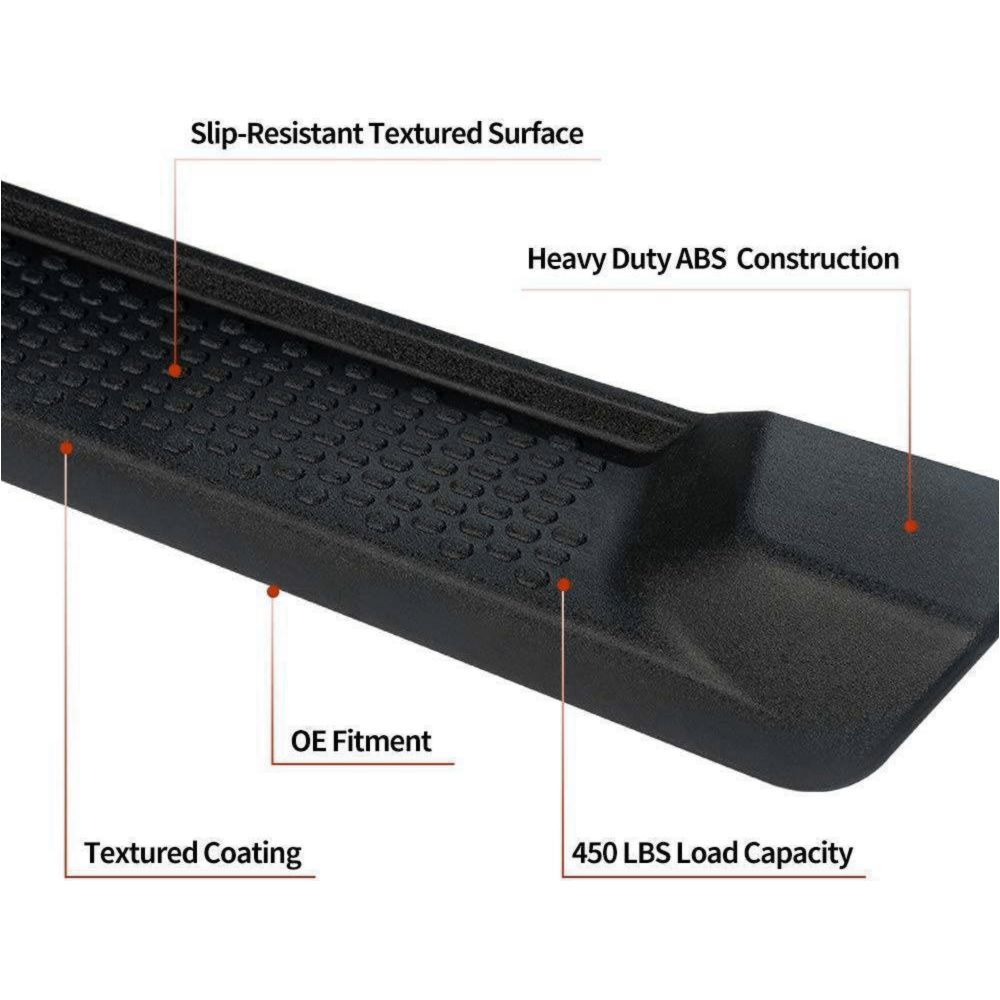 Slip-Resistant Textured Surface
Heavy Duty ABS Construction
OE Fitment
Textured Coating
450 LBS Load Capacity